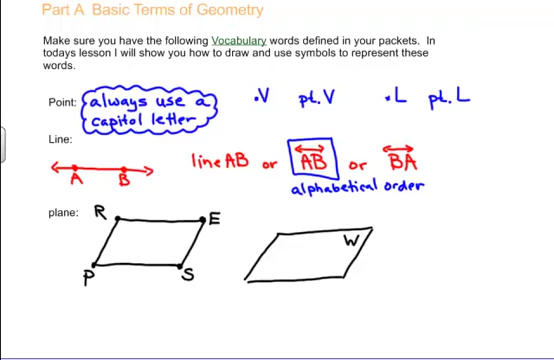 Part A Basic Terms of Geometry
Make sure you have the following Vocabulary words defined in your packets. In
todays lesson I will show you how to draw and use symbols to represent these
words.
Point: always use a capitol letter .V pt. V .L pt. L
Line:
A B line AB or AB or BA
alphabetical order
plane: R E W
P S